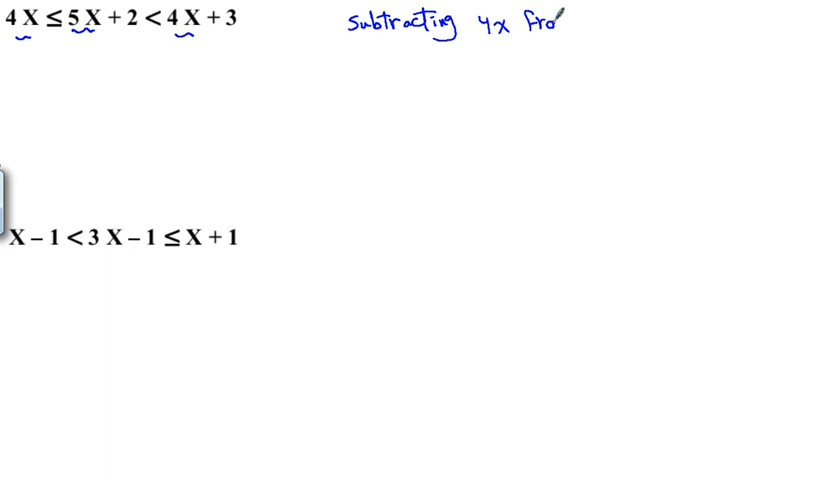 4 X ≤ 5 X + 2 < 4 X + 3 subtracting 4x fro
X – 1 < 3 X – 1 ≤ X + 1